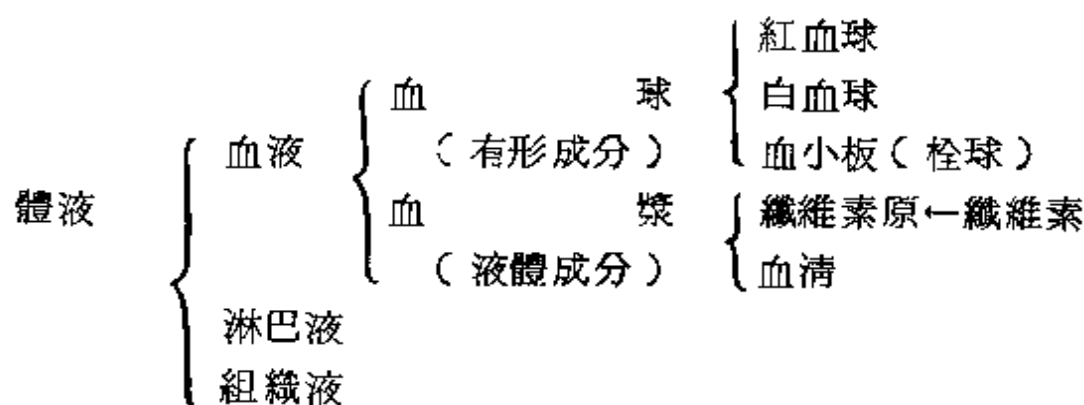 紅血球
血球 白血球
血液 （有形成分） 血小板（栓球）
體液 血漿 纖維素原←纖維素
（液體成分） 血清
淋巴液
組織液